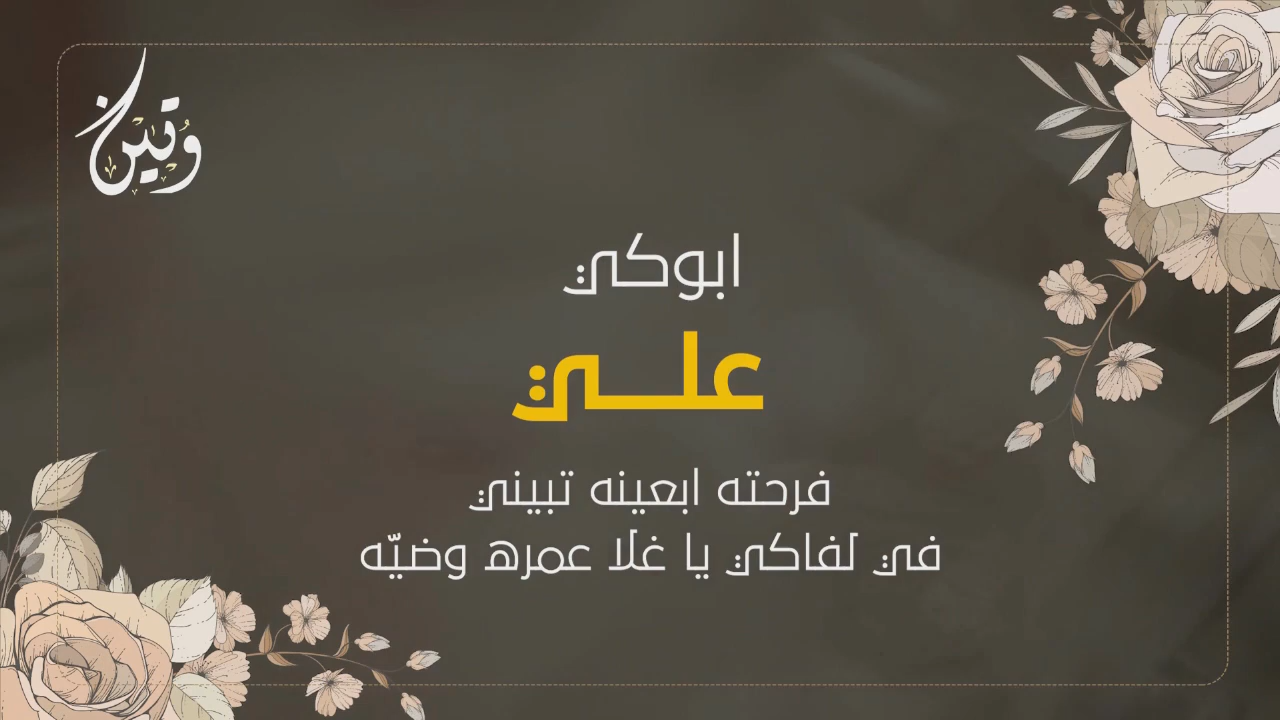 وتين
ابوكي
علـــي
فرحته ابعينه تبيني
في لفاكي يا غلا عمره وضيّه